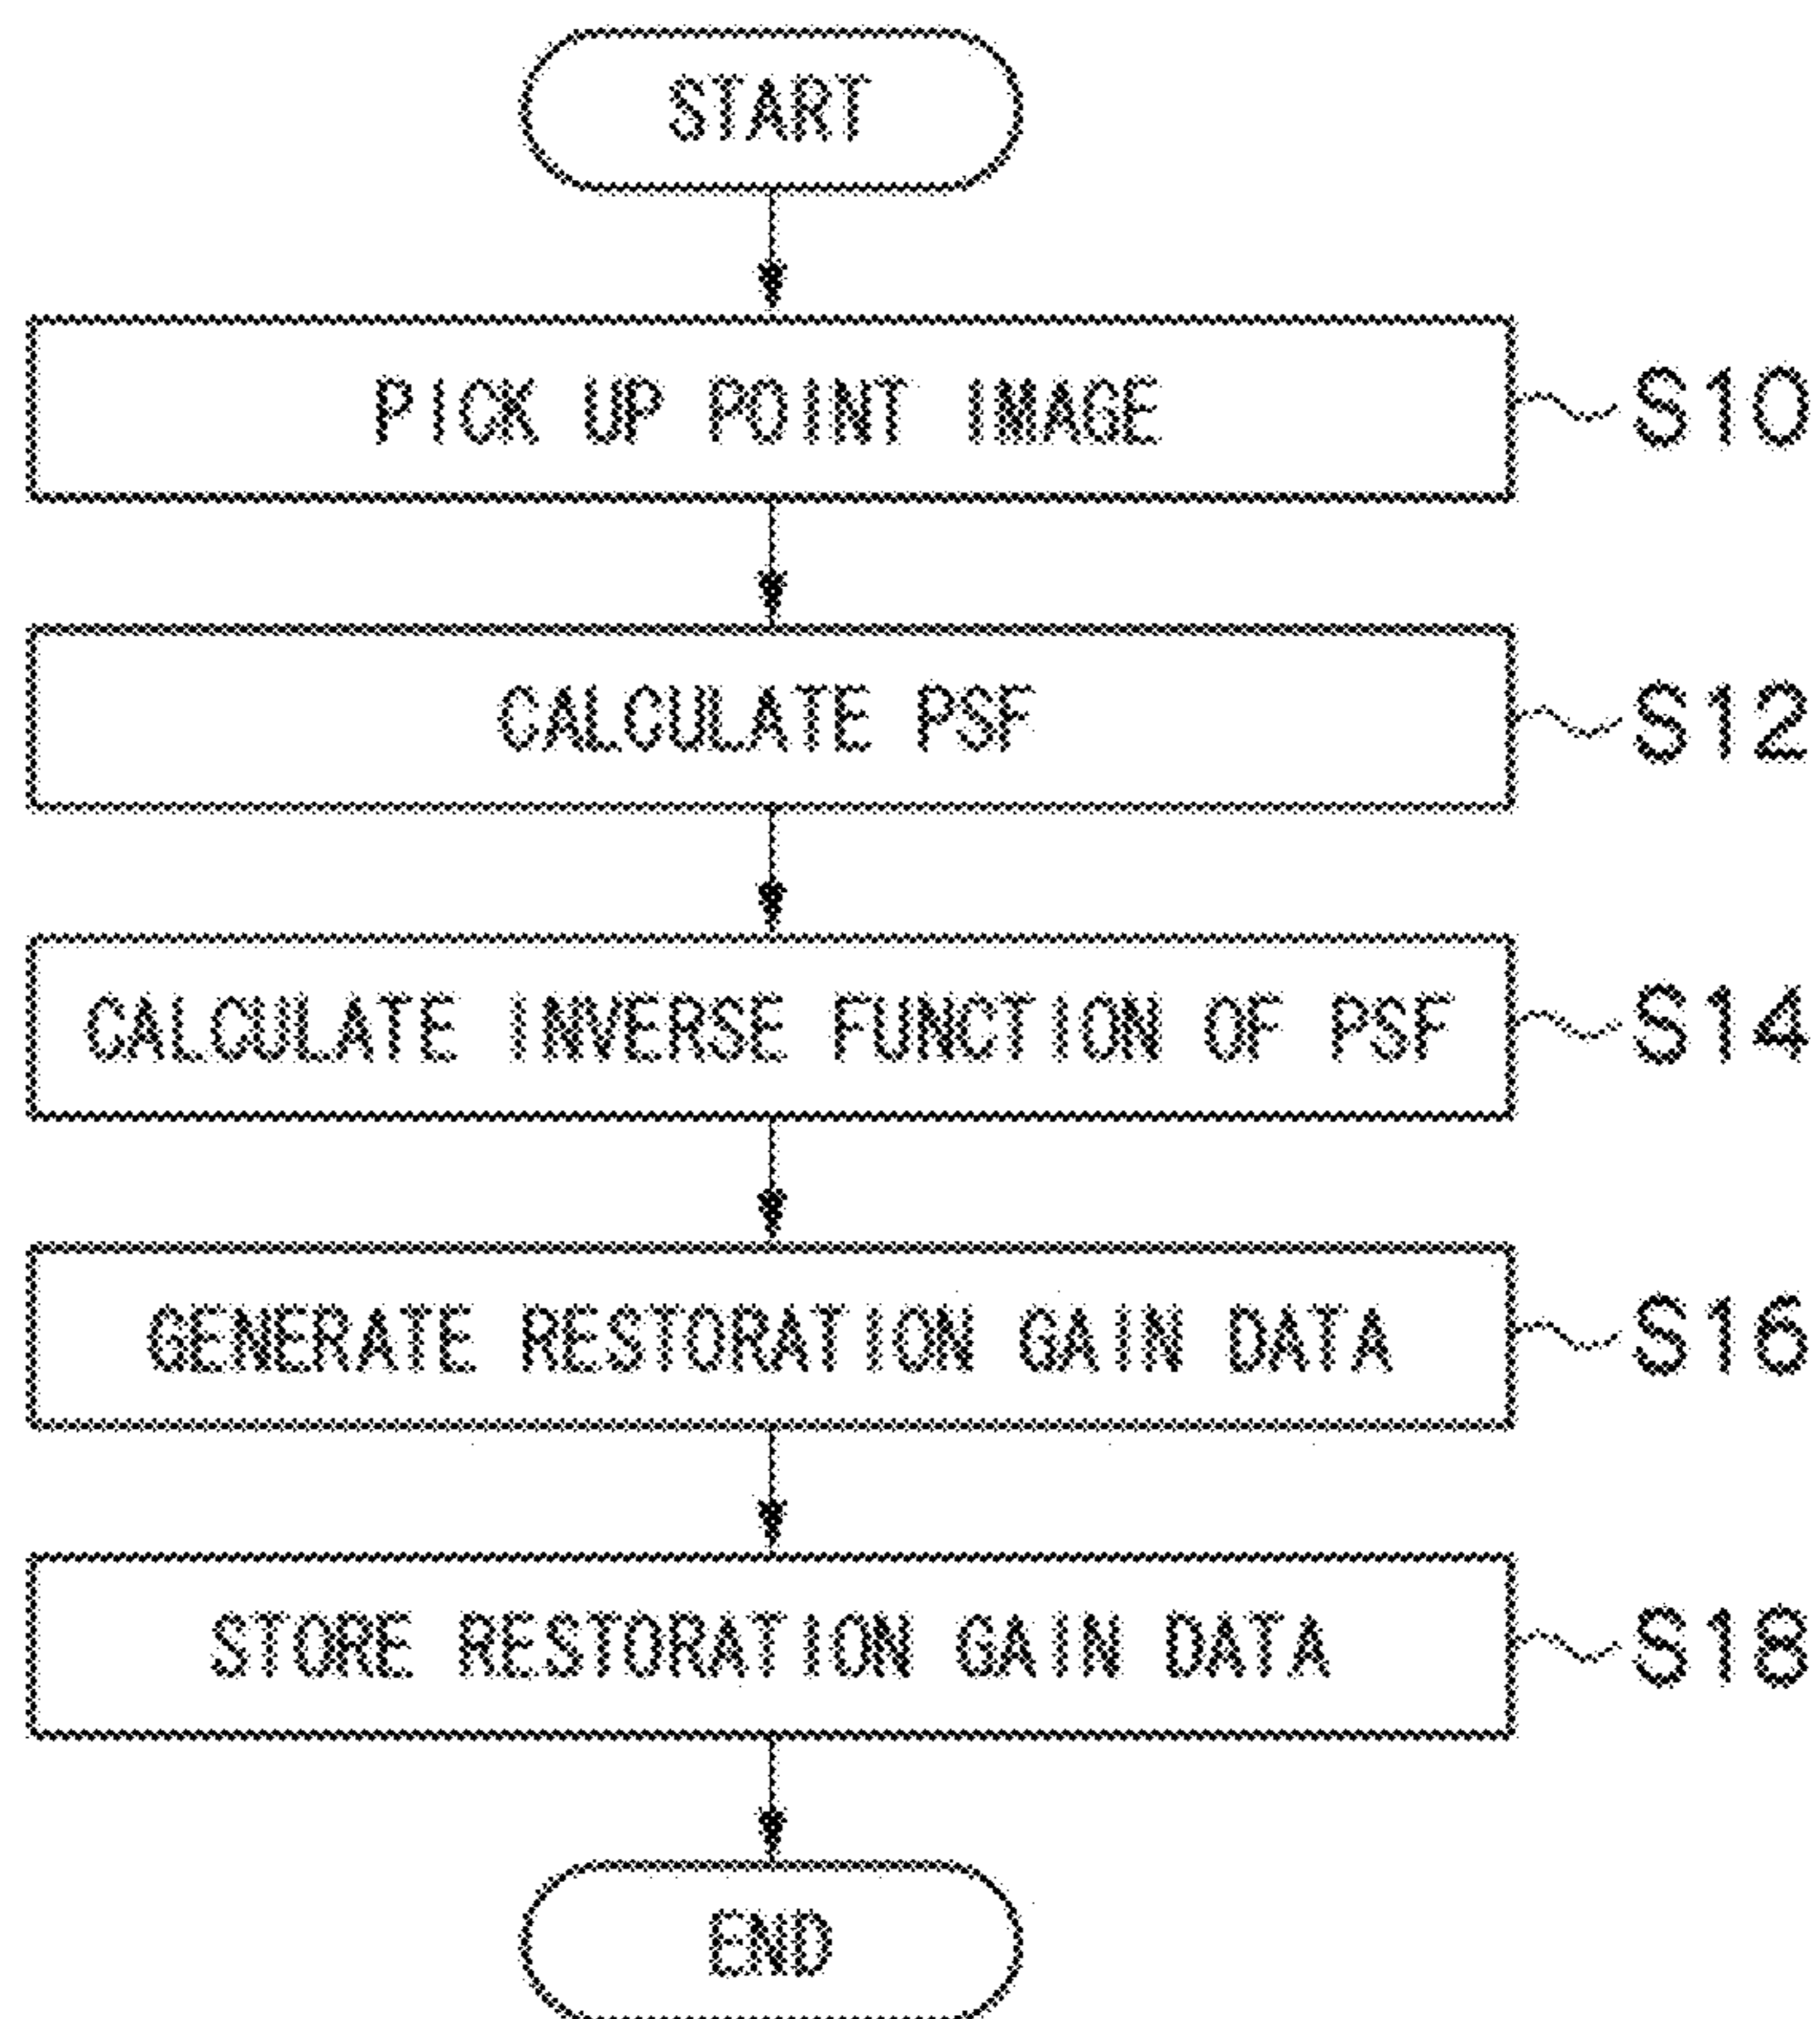 START
PICK UP POINT IMAGE
S10
CALCULATE PSF
S12
CALCULATE INVERSE FUNCTION OF PSF
S14
GENERATE RESTORATION GAIN DATA
S16
STORE RESTORATION GAIN DATA
S18
END